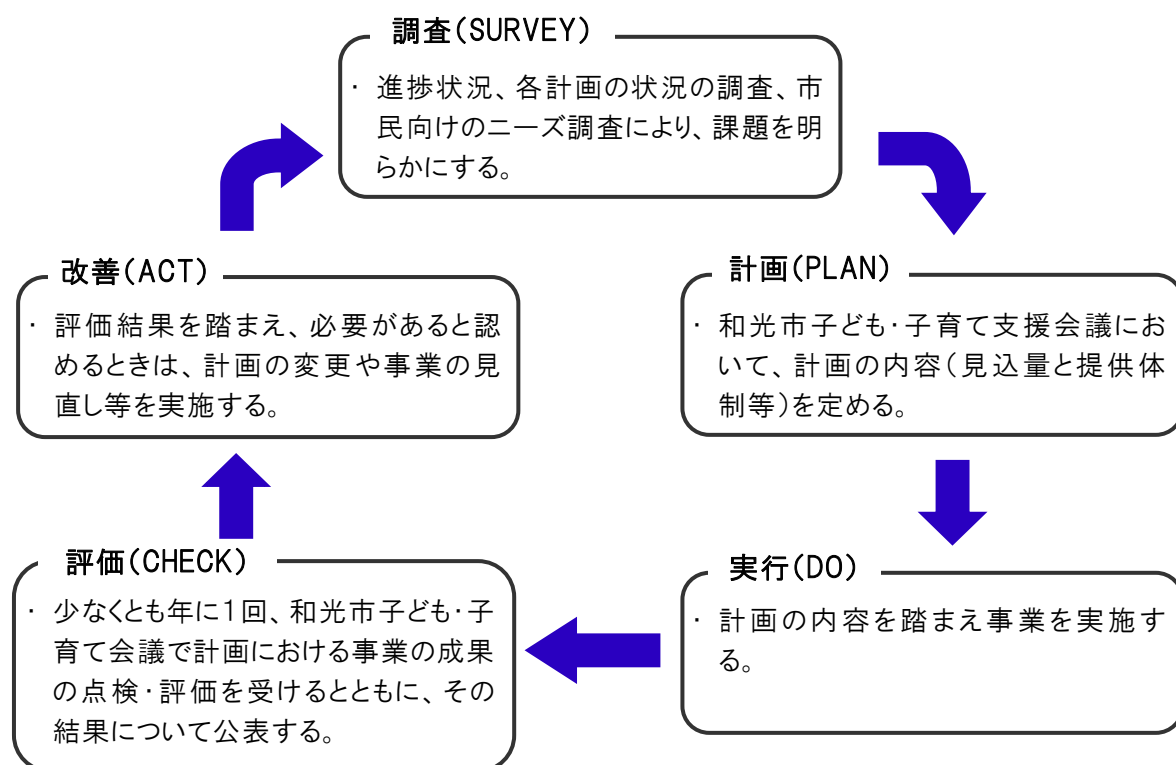 調査(SURVEY)
· 進捗状況、各計画の状況の調査、市
民向けのニーズ調査により、課題を明
らかにする。
改善(ACT)
· 評価結果を踏まえ、必要があると認
めるときは、計画の変更や事業の見
直し等を実施する。
計画(PLAN)
· 和光市子ども・子育て支援会議にお
いて、計画の内容(見込量と提供体
制等)を定める。
評価(CHECK)
· 少なくとも年に1回、和光市子ども・子
育て会議で計画における事業の成果
の点検・評価を受けるとともに、その
結果について公表する。
実行(DO)
· 計画の内容を踏まえ事業を実施す
る。